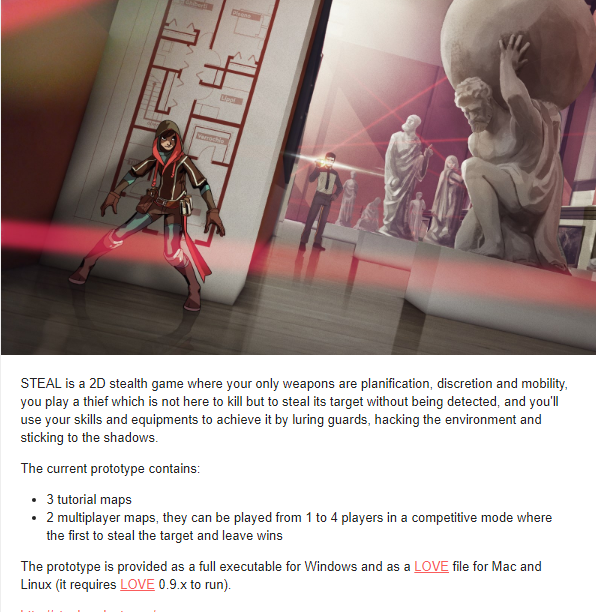 STEAL is a 2D stealth game where your only weapons are planification, discretion and mobility,
you play a thief which is not here to kill but to steal its target without being detected, and you'll
use your skills and equipments to achieve it by luring guards, hacking the environment and
sticking to the shadows.
The current prototype contains:
• 3 tutorial maps
• 2 multiplayer maps, they can be played from 1 to 4 players in a competitive mode where
the first to steal the target and leave wins
The prototype is provided as a full executable for Windows and as a LOVE file for Mac and
Linux (it requires LOVE 0.9.x to run).